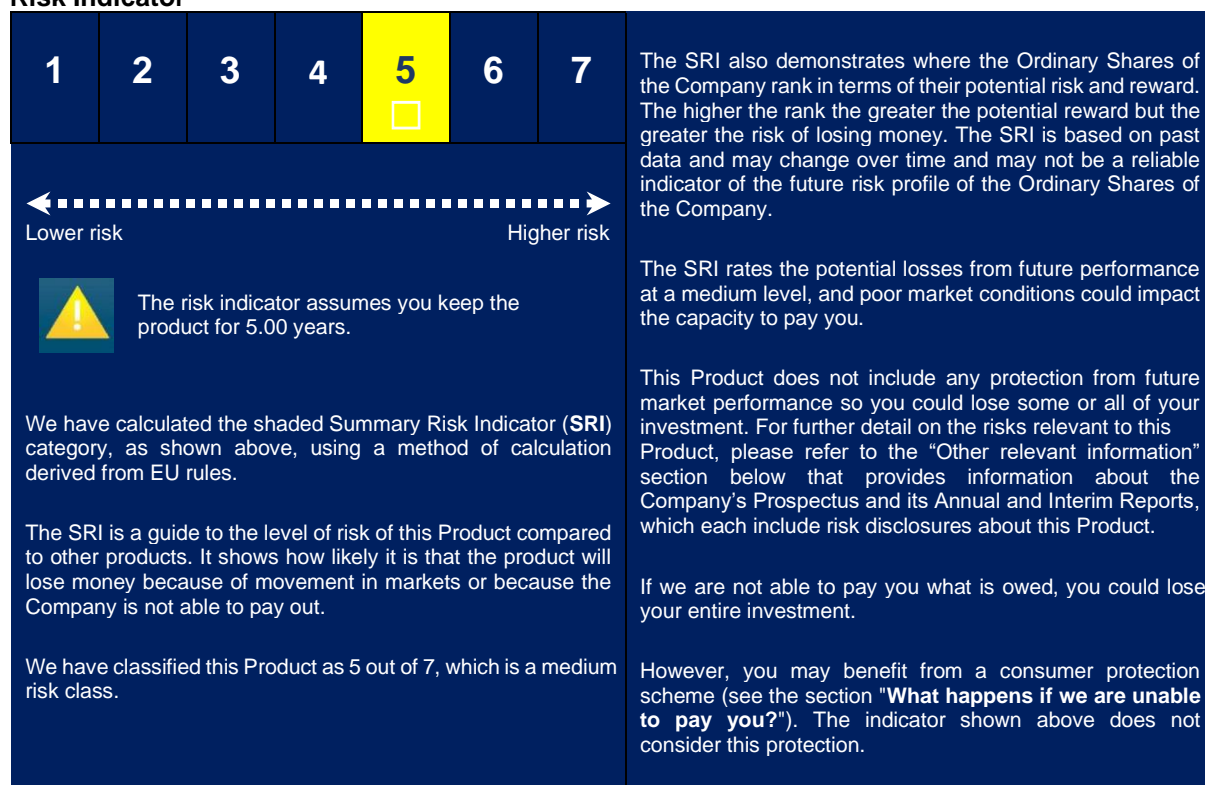 Risk Indicator
1 2 3 4 5 6 7
Lower risk Higher risk
The risk indicator assumes you keep the
product for 5.00 years.
We have calculated the shaded Summary Risk Indicator (SRI)
category, as shown above, using a method of calculation
derived from EU rules.
The SRI is a guide to the level of risk of this Product compared
to other products. It shows how likely it is that the product will
lose money because of movement in markets or because the
Company is not able to pay out.
We have classified this Product as 5 out of 7, which is a medium
risk class.
The SRI also demonstrates where the Ordinary Shares of
the Company rank in terms of their potential risk and reward.
The higher the rank the greater the potential reward but the
greater the risk of losing money. The SRI is based on past
data and may change over time and may not be a reliable
indicator of the future risk profile of the Ordinary Shares of
the Company.
The SRI rates the potential losses from future performance
at a medium level, and poor market conditions could impact
the capacity to pay you.
This Product does not include any protection from future
market performance so you could lose some or all of your
investment. For further detail on the risks relevant to this
Product, please refer to the “Other relevant information”
section below that provides information about the
Company’s Prospectus and its Annual and Interim Reports,
which each include risk disclosures about this Product.
If we are not able to pay you what is owed, you could lose
your entire investment.
However, you may benefit from a consumer protection
scheme (see the section "What happens if we are unable
to pay you?"). The indicator shown above does not
consider this protection.